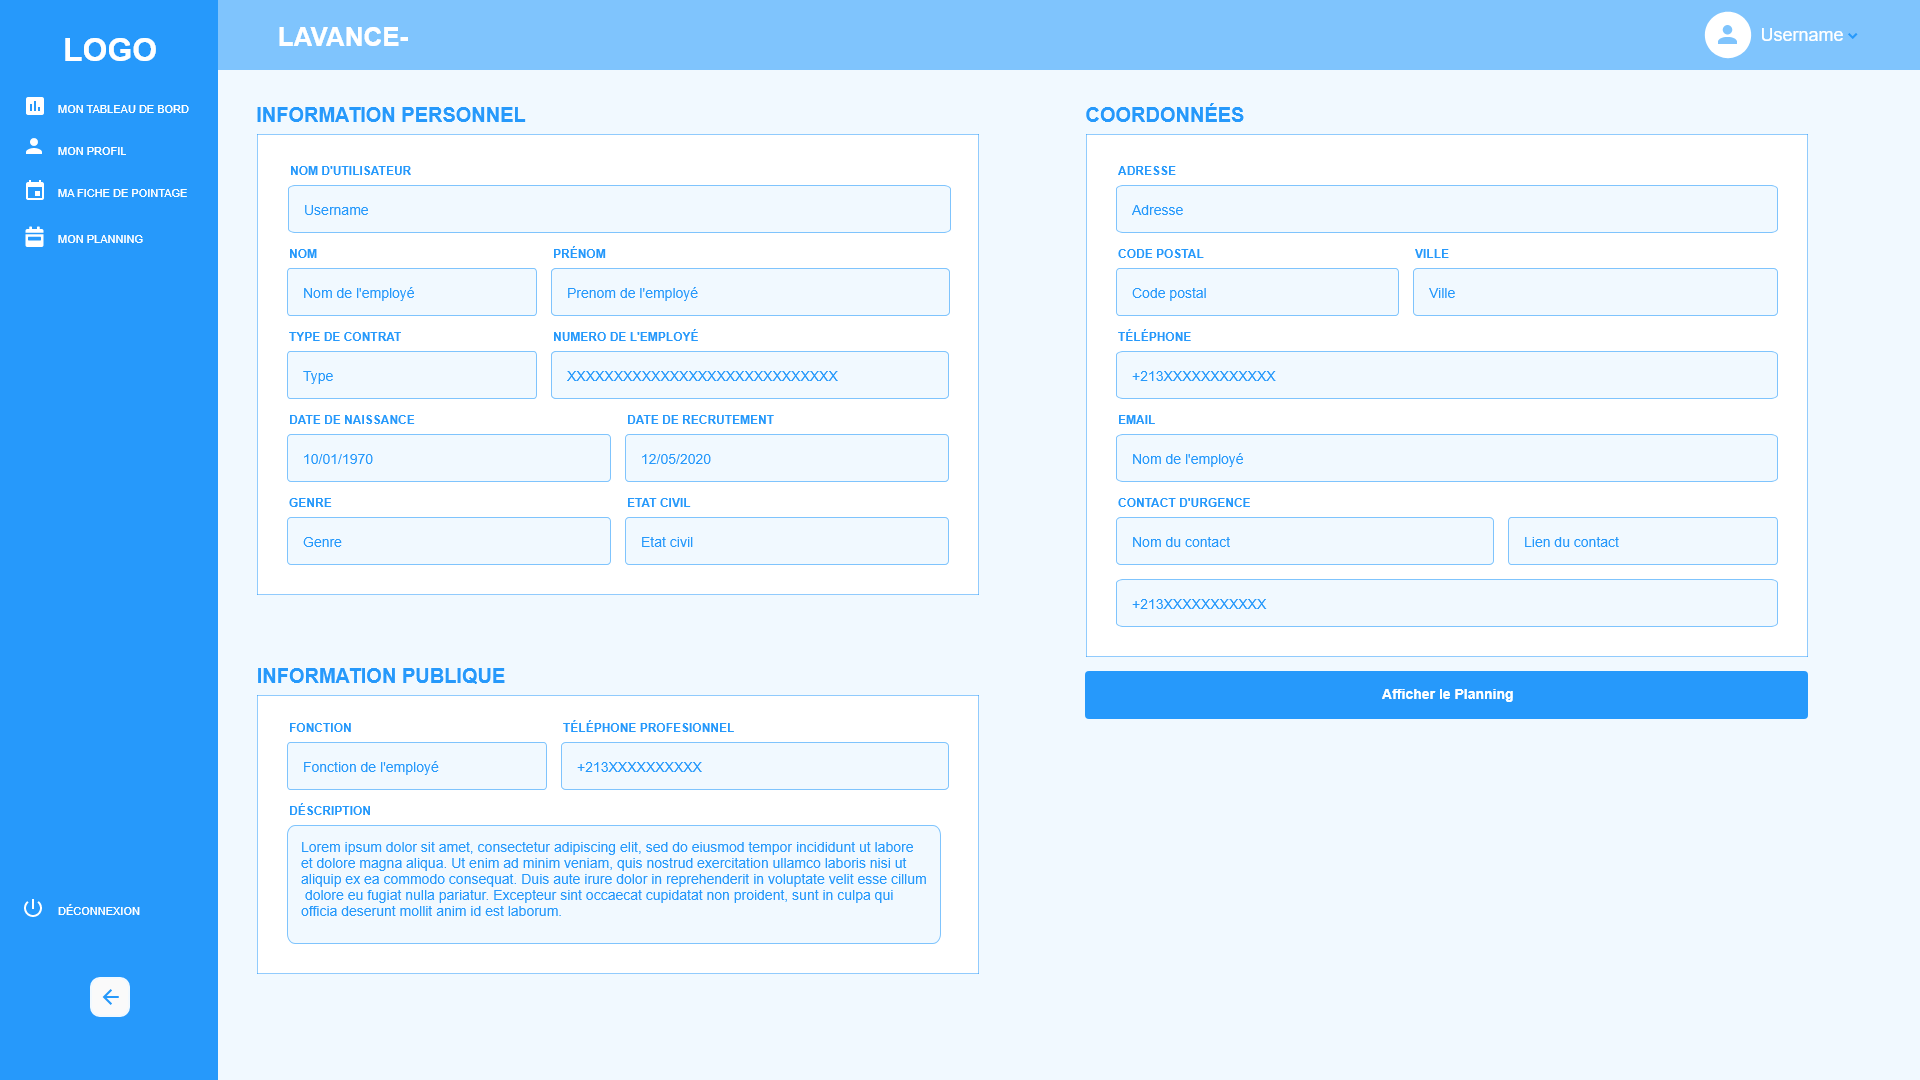 LOGO
MON TABLEAU DE BORD
MON PROFIL
MA FICHE DE POINTAGE
MON PLANNING
DÉCONNEXION
LAVANCE-
Username
INFORMATION PERSONNEL
NOM D'UTILISATEUR
Username
NOM PRÉNOM
Nom de l'employé Prenom de l'employé
TYPE DE CONTRAT NUMERO DE L'EMPLOYÉ
Type XXXXXXXXXXXXXXXXXXXXXXXXXXXXX
DATE DE NAISSANCE DATE DE RECRUTEMENT
10/01/1970 12/05/2020
GENRE ETAT CIVIL
Genre Etat civil
INFORMATION PUBLIQUE
FONCTION TÉLÉPHONE PROFESIONNEL
Fonction de l'employé +213XXXXXXXXXX
DÉSCRIPTION
Lorem ipsum dolor sit amet, consectetur adipiscing elit, sed do eiusmod tempor incididunt ut labore
et dolore magna aliqua. Ut enim ad minim veniam, quis nostrud exercitation ullamco laboris nisi ut
aliquip ex ea commodo consequat. Duis aute irure dolor in reprehenderit in voluptate velit esse cillum
dolore eu fugiat nulla pariatur. Excepteur sint occaecat cupidatat non proident, sunt in culpa qui
officia deserunt mollit anim id est laborum.
COORDONNÉES
ADRESSE
Adresse
CODE POSTAL VILLE
Code postal Ville
TÉLÉPHONE
+213XXXXXXXXXXXX
EMAIL
Nom de l'employé
CONTACT D'URGENCE
Nom du contact Lien du contact
+213XXXXXXXXXXX
Afficher le Planning